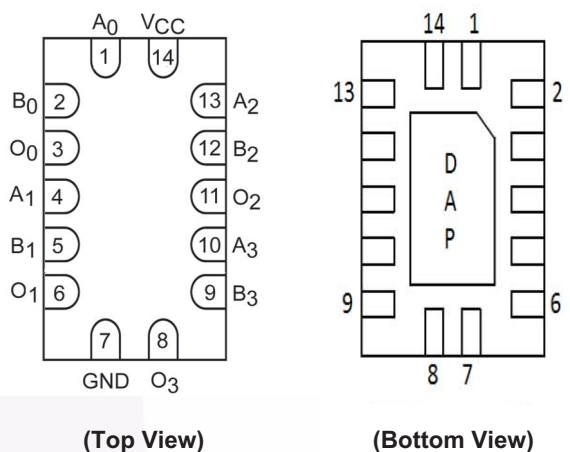 A0 VCC
1 14
B0 2 13 A2
O0 3 12 B2
A1 4 11 O2
B1 5 10 A3
O1 6 9 B3
7 8
GND O3
(Top View)
14 1
13 2
D
A
P
9 6
8 7
(Bottom View)